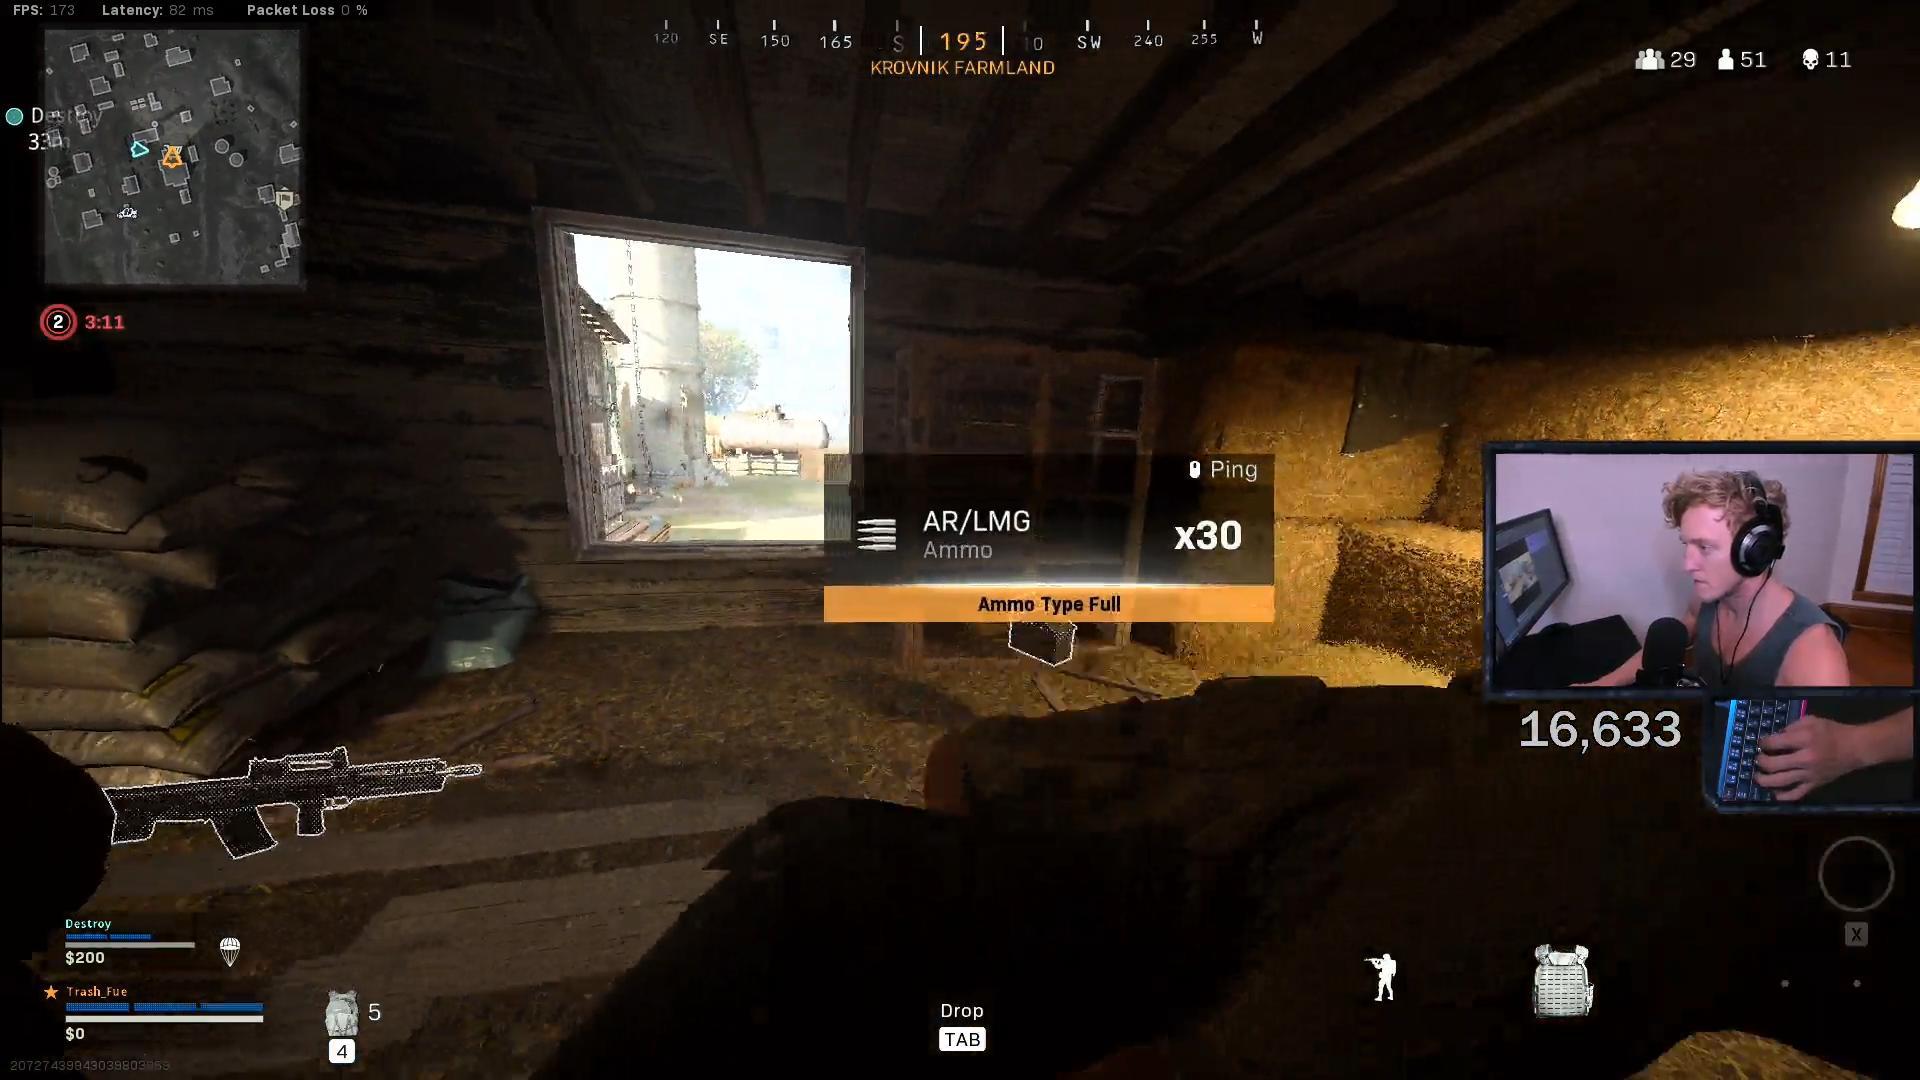 FPS: 173 Latency: 82 ms Packet Loss 0 %
120 SE 150 165 S 195 SW 240 255 W
KROVNIK FARMLAND
29 51 11
Destroy
2 3:11
Ping
AR/LMG
Ammo
x30
Ammo Type Full
16,633
X
Destroy
$200
Trash_Fue
$0
5
4
Drop
TAB